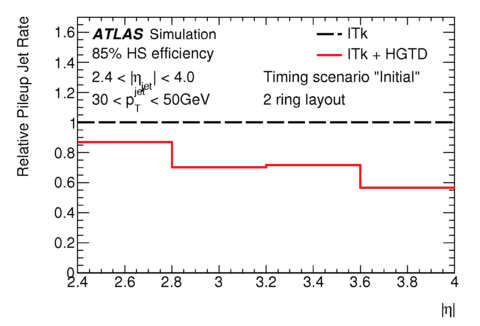 Relative Pileup Jet Rate
ATLAS Simulation
85% HS efficiency
2.4 < |η_jet| < 4.0
30 < p_T^jet < 50GeV
ITk
ITk + HGTD
Timing scenario "Initial"
2 ring layout
1.6
1.4
1.2
1
0.8
0.6
0.4
0.2
0
2.4 2.6 2.8 3 3.2 3.4 3.6 3.8 4
|η|